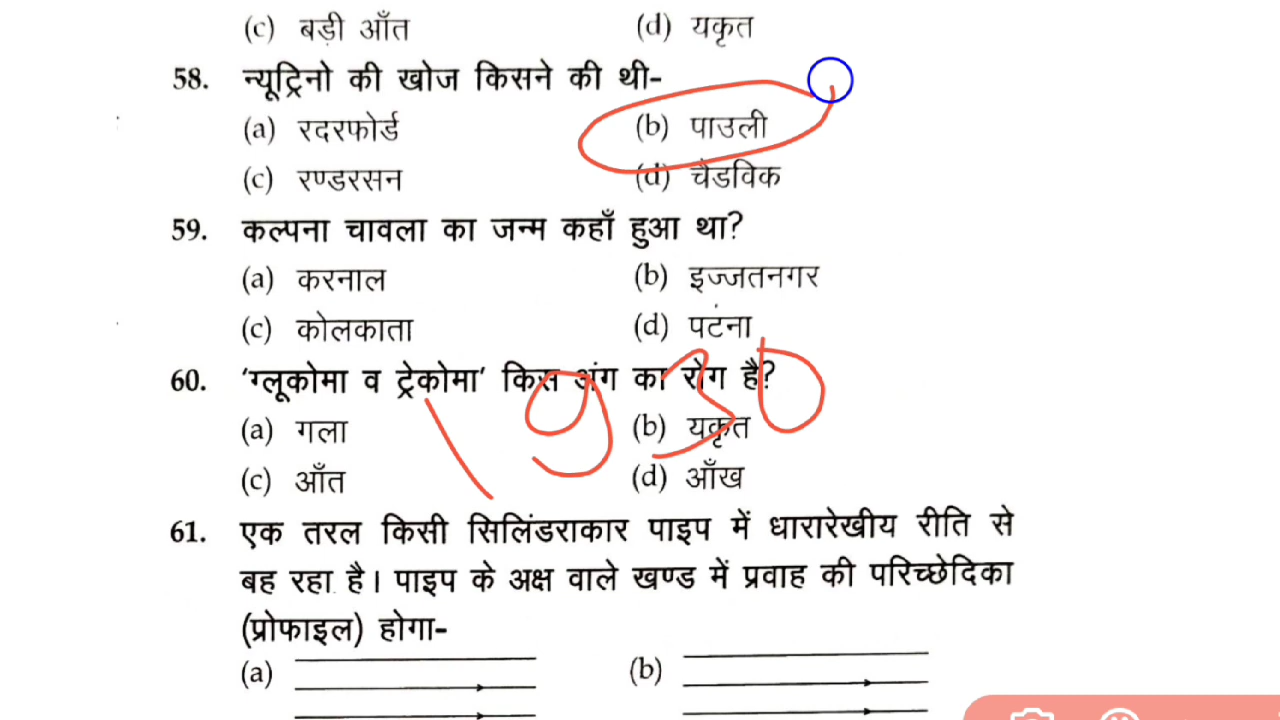 (c) बड़ी आँत (d) यकृत
58. न्यूट्रिनो की खोज किसने की थी-
(a) रदरफोर्ड (b) पाउली
(c) रण्डरसन (d) चैडविक
59. कल्पना चावला का जन्म कहाँ हुआ था?
(a) करनाल (b) इज्जतनगर
(c) कोलकाता (d) पटना
60. 'ग्लूकोमा व ट्रेकोमा' किस अंग का रोग है?
1930
(a) गला (b) यकृत
(c) आँत (d) आँख
61. एक तरल किसी सिलिंडराकार पाइप में धारारेखीय रीति से
बह रहा है। पाइप के अक्ष वाले खण्ड में प्रवाह की परिच्छेदिका
(प्रोफाइल) होगा-
(a) (b)